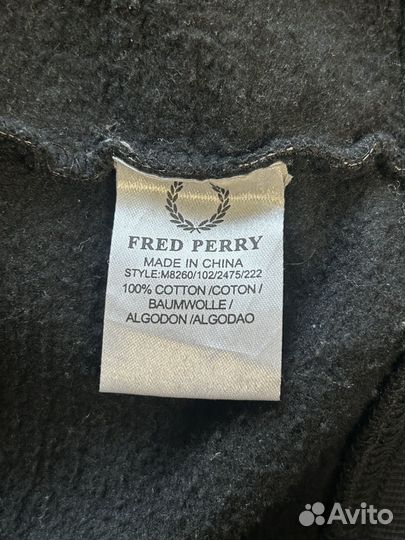 FRED PERRY
MADE IN CHINA
STYLE:M8260/102/2475/222
100% COTTON /COTON /
BAUMWOLLE /
ALGODON /ALGODAO
Avito